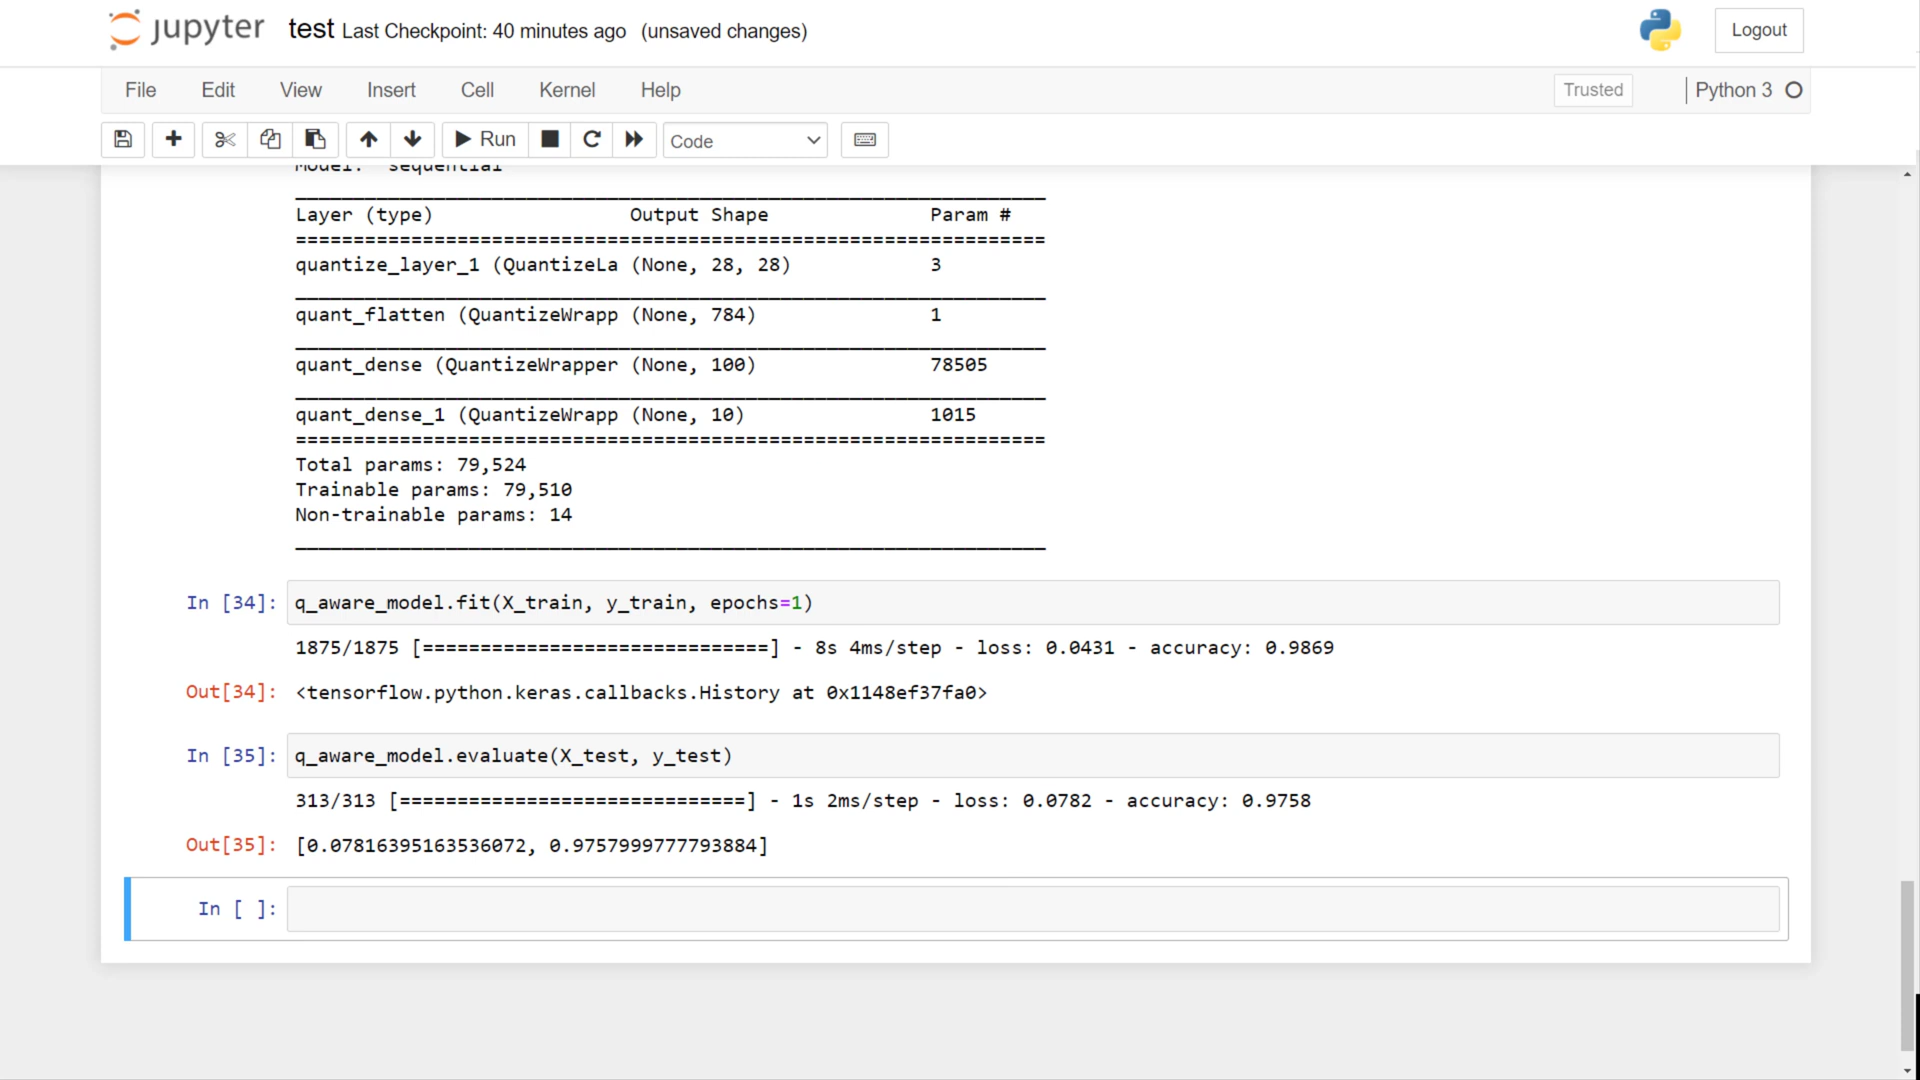 jupyter test Last Checkpoint: 40 minutes ago (unsaved changes) Logout
File Edit View Insert Cell Kernel Help Trusted Python 3
Run Code
Model: "sequential"
Layer (type) Output Shape Param #
=================================================================
quantize_layer_1 (QuantizeLa (None, 28, 28) 3
quant_flatten (QuantizeWrapp (None, 784) 1
quant_dense (QuantizeWrapper (None, 100) 78505
quant_dense_1 (QuantizeWrapp (None, 10) 1015
=================================================================
Total params: 79,524
Trainable params: 79,510
Non-trainable params: 14
In [34]: q_aware_model.fit(X_train, y_train, epochs=1)
1875/1875 [==============================] - 8s 4ms/step - loss: 0.0431 - accuracy: 0.9869
Out[34]: <tensorflow.python.keras.callbacks.History at 0x1148ef37fa0>
In [35]: q_aware_model.evaluate(X_test, y_test)
313/313 [==============================] - 1s 2ms/step - loss: 0.0782 - accuracy: 0.9758
Out[35]: [0.07816395163536072, 0.9757999777793884]
In [ ]: